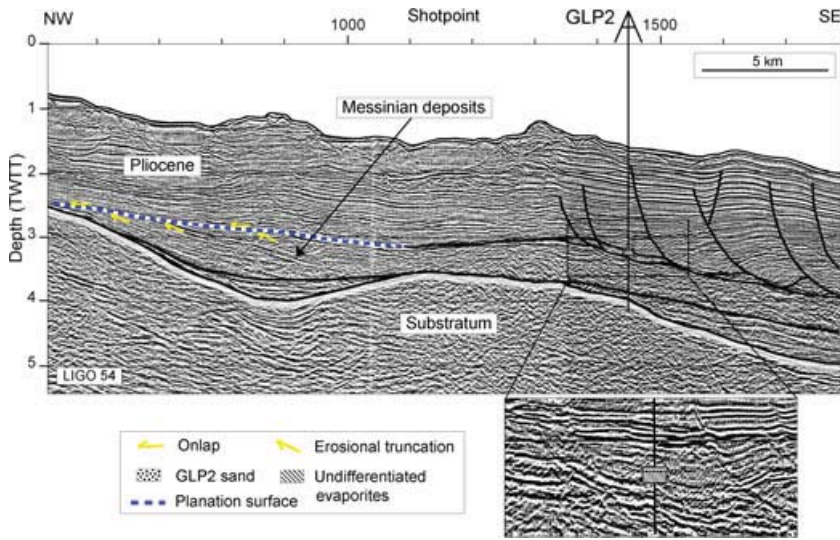 NW
Shotpoint
GLP2
SE
1000
1500
0
5 km
1
Messinian deposits
Pliocene
2
Depth (TWTT)
3
4
Substratum
5
LIGO 54
Onlap
Erosional truncation
GLP2 sand
Undifferentiated
evaporites
Planation surface